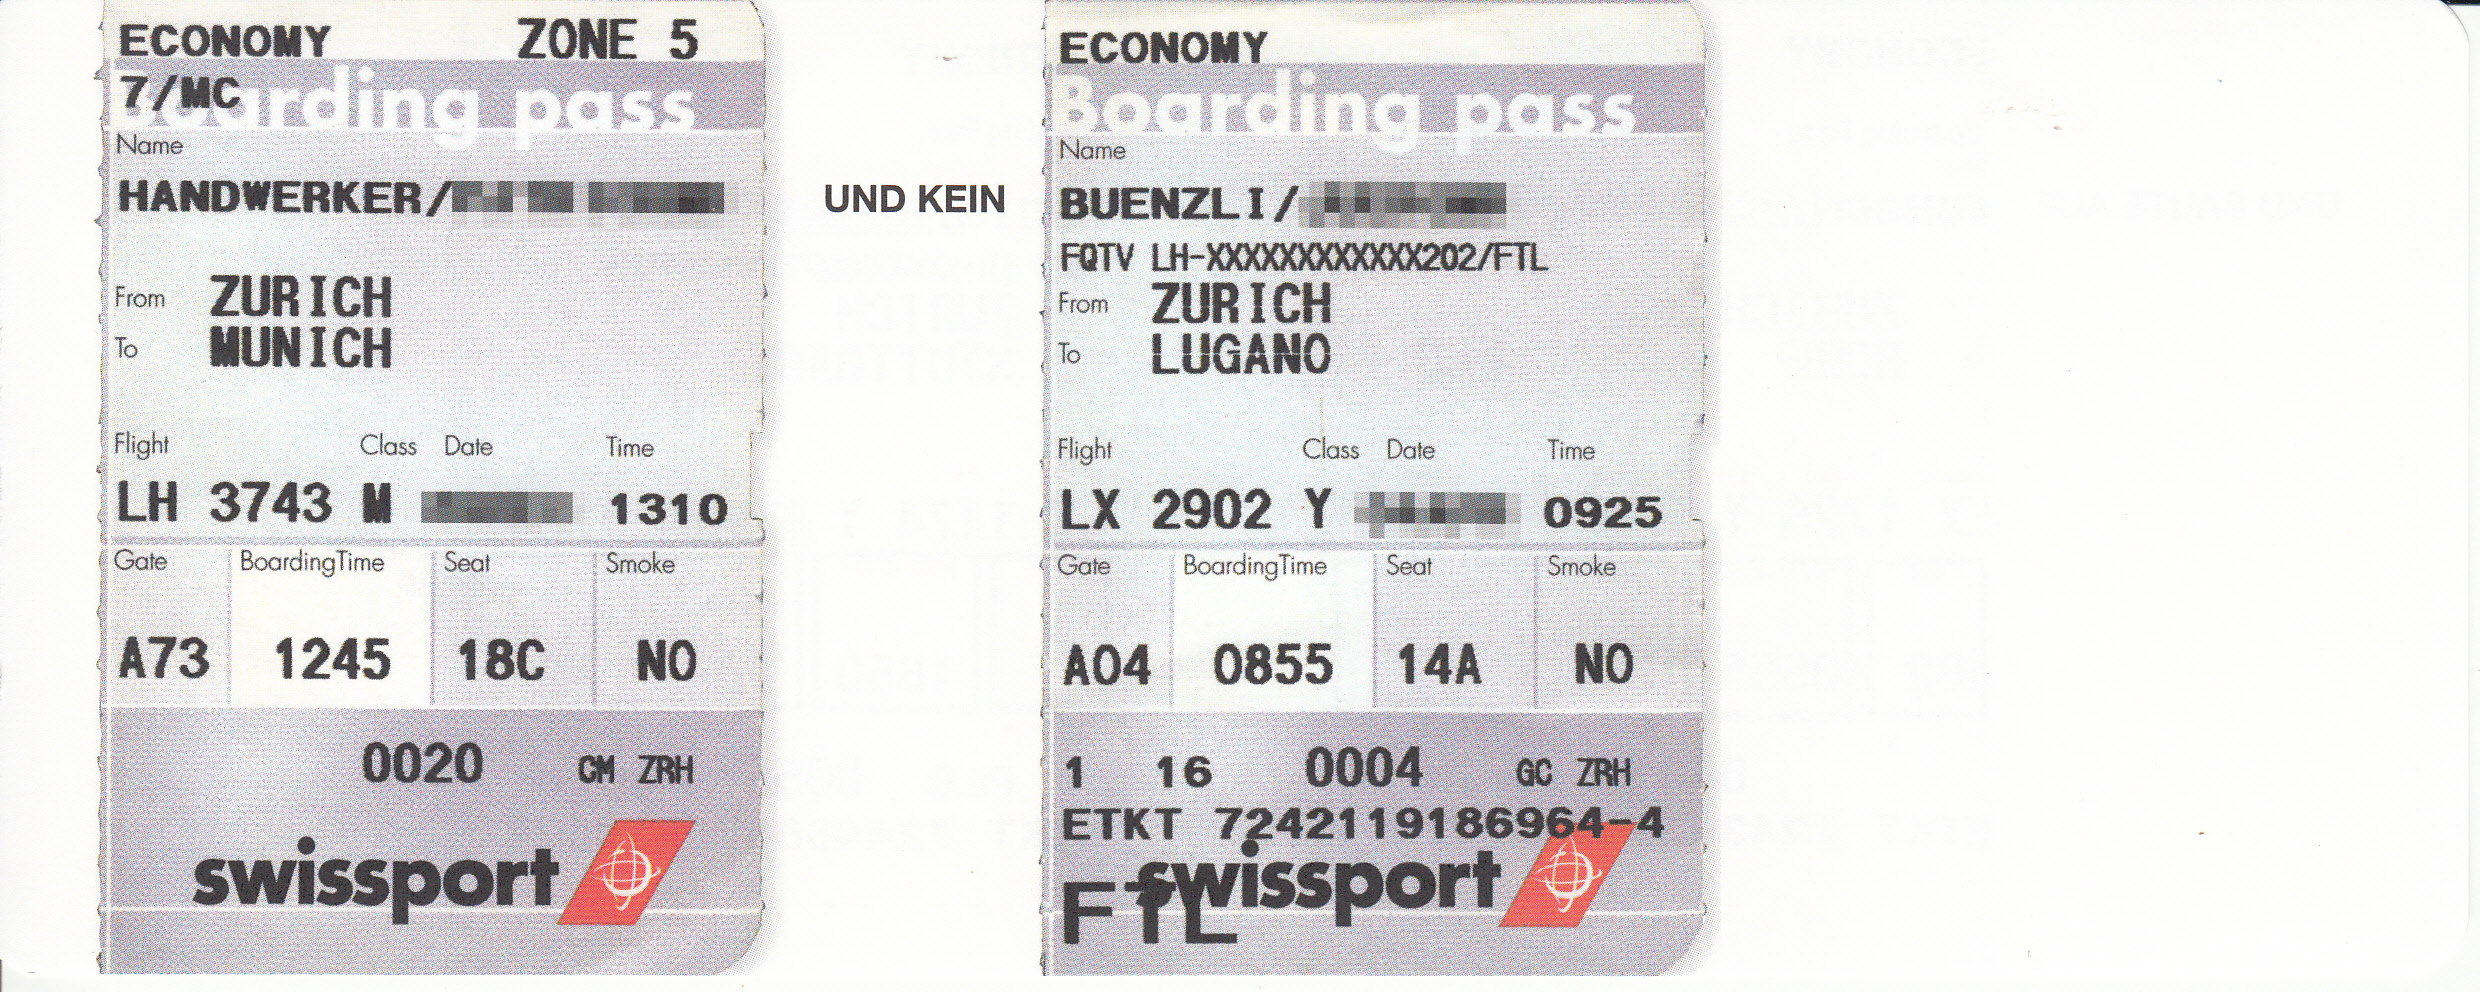 ECONOMY ZONE 5
7/MC
Boarding pass
Name
HANDWERKER/
From ZURICH
To MUNICH
Flight Class Date Time
LH 3743 M 1310
Gate BoardingTime Seat Smoke
A73 1245 18C NO
0020 CM ZRH
swissport
UND KEIN
ECONOMY
Boarding pass
Name
BUENZLI/
FQTV LH-XXXXXXXXXXXX202/FTL
From ZURICH
To LUGANO
Flight Class Date Time
LX 2902 Y 0925
Gate BoardingTime Seat Smoke
A04 0855 14A NO
1 16 0004 GC ZRH
ETKT 7242119186964-4
swissport
FTL